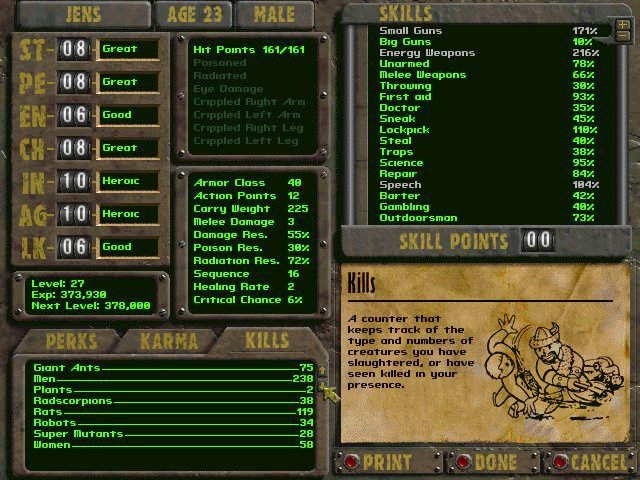 JENS AGE 23 MALE
ST 08 Great
PE 08 Great
EN 06 Good
CH 08 Great
IN 10 Heroic
AG 10 Heroic
LK 06 Good
Level: 27
Exp: 373,930
Next Level: 378,000
Hit Points 161/161
Poisoned
Radiated
Eye Damage
Crippled Right Arm
Crippled Left Arm
Crippled Right Leg
Crippled Left Leg
Armor Class 40
Action Points 12
Carry Weight 225
Melee Damage 3
Damage Res. 55%
Poison Res. 30%
Radiation Res. 72%
Sequence 16
Healing Rate 2
Critical Chance 6%
SKILLS
Small Guns 171%
Big Guns 10%
Energy Weapons 216%
Unarmed 78%
Melee Weapons 66%
Throwing 30%
First aid 93%
Doctor 35%
Sneak 45%
Lockpick 110%
Steal 40%
Traps 38%
Science 95%
Repair 84%
Speech 104%
Barter 42%
Gambling 40%
Outdoorsman 73%
SKILL POINTS 00
PERKS KARMA KILLS
Giant Ants 75
Men 238
Plants 2
Radscorpions 38
Rats 119
Robots 34
Super Mutants 28
Women 58
Kills
A counter that
keeps track of the
type and numbers of
creatures you have
slaughtered, or have
seen killed in your
presence.
PRINT DONE CANCEL